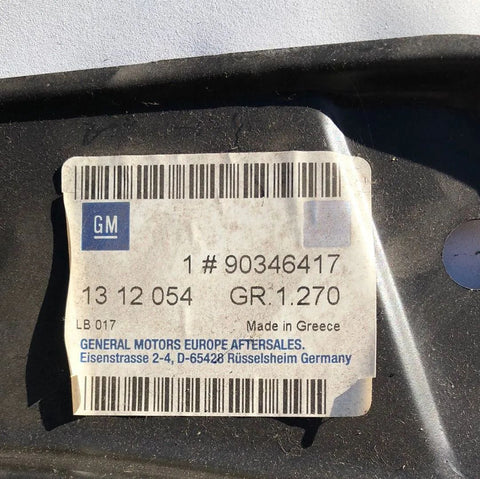 GM
1 # 90346417
13 12 054 GR.1.270
LB 017 Made in Greece
GENERAL MOTORS EUROPE AFTERSALES.
Eisenstrasse 2-4, D-65428 Rüsselsheim Germany